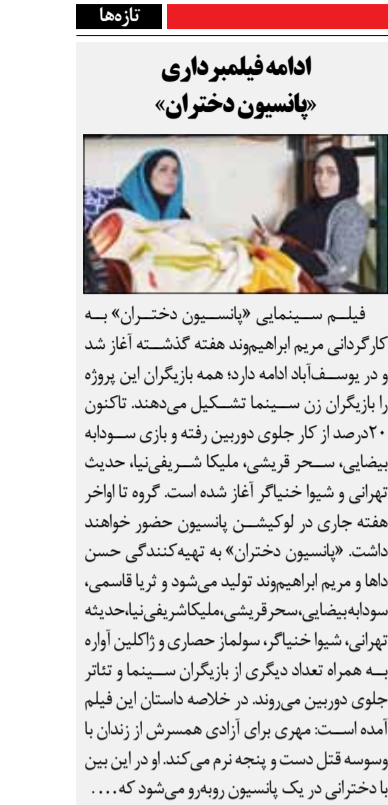 تازه‌ها
ادامه فیلمبرداری
«پانسیون دختران»
فیلم سینمایی «پانسیون دختران» به
کارگردانی مریم ابراهیم‌وند هفته گذشته آغاز شد
و در یوسف‌آباد ادامه دارد؛ همه بازیگران این پروژه
را بازیگران زن سینما تشکیل می‌دهند. تاکنون
۲۰درصد از کار جلوی دوربین رفته و بازی سودابه
بیضایی، سحر قریشی، ملیکا شریفی‌نیا، حدیث
تهرانی و شیوا خنیاگر آغاز شده است. گروه تا اواخر
هفته جاری در لوکیشن پانسیون حضور خواهند
داشت. «پانسیون دختران» به تهیه‌کنندگی حسن
داها و مریم ابراهیم‌وند تولید می‌شود و ثریا قاسمی،
سودابه بیضایی، سحر قریشی، ملیکا شریفی‌نیا، حدیثه
تهرانی، شیوا خنیاگر، سولماز حصاری و ژاکلین آواره
به همراه تعداد دیگری از بازیگران سینما و تئاتر
جلوی دوربین می‌روند. در خلاصه داستان این فیلم
آمده است: مهری برای آزادی همسرش از زندان با
وسوسه قتل دست و پنجه نرم می‌کند. او در این بین
با دخترانی در یک پانسیون روبه‌رو می‌شود که....